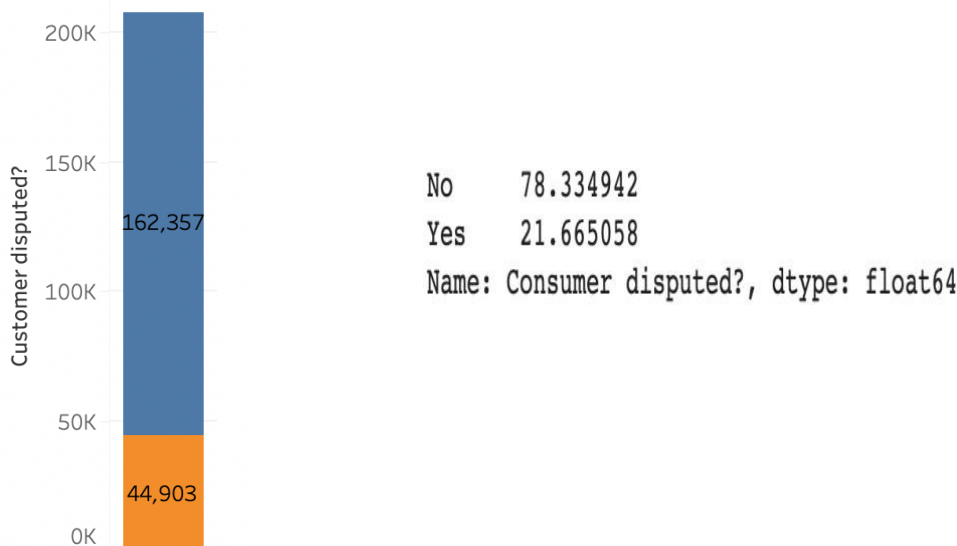 Customer disputed?
200K
150K
100K
50K
0K
162,357
44,903
No 78.334942
Yes 21.665058
Name: Consumer disputed?, dtype: float64